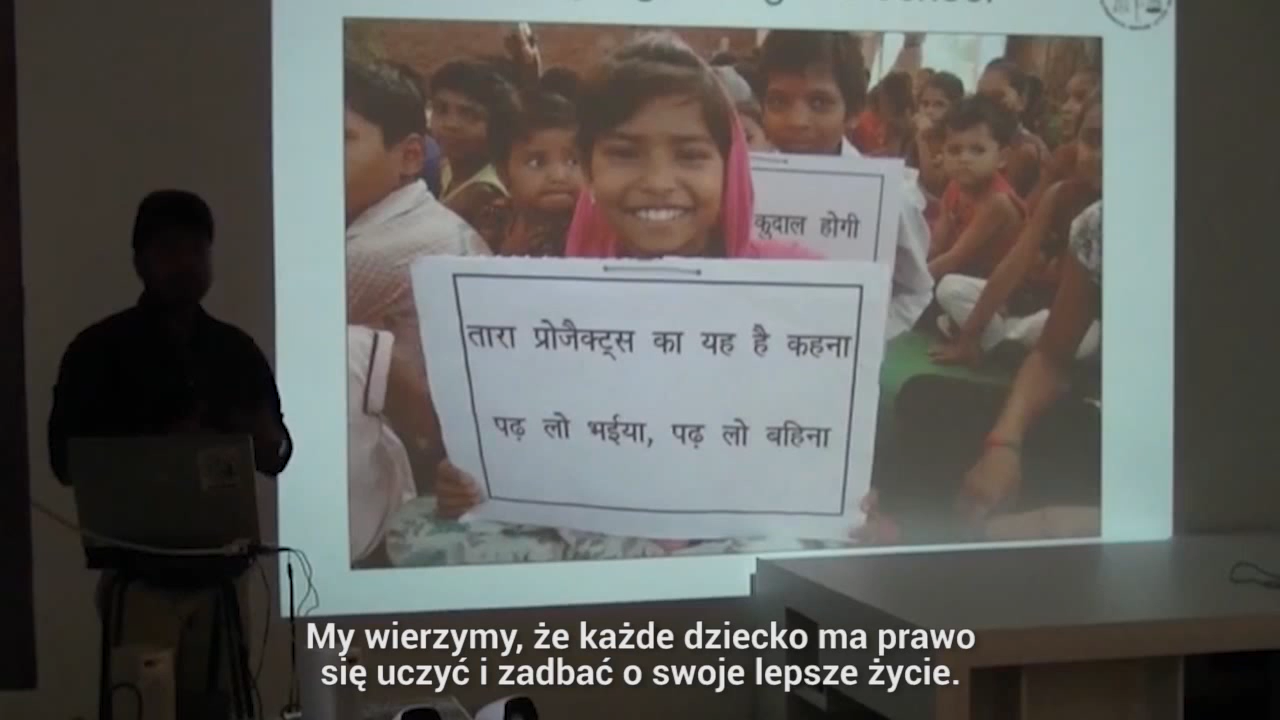 कुदाल होगी
तारा प्रोजैक्ट्स का यह है कहना
पढ़ लो भईया, पढ़ लो बहिना
My wierzymy, że każde dziecko ma prawo
się uczyć i zadbać o swoje lepsze życie.